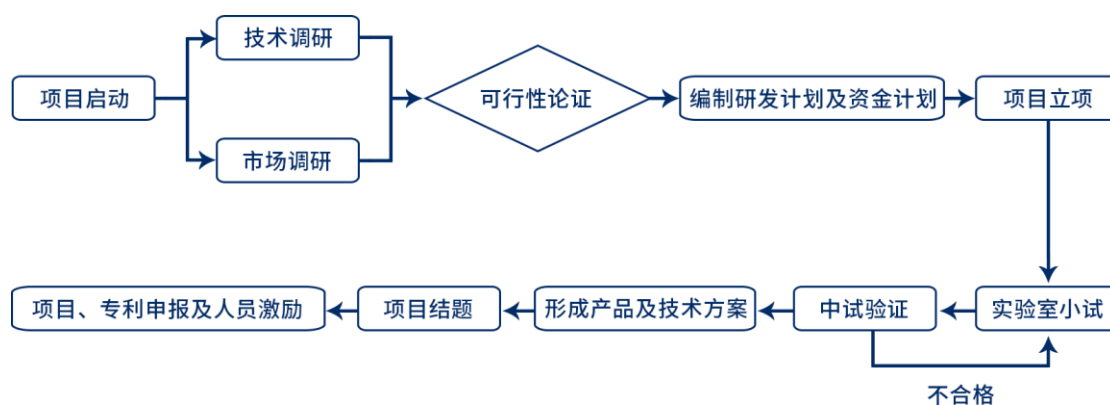 技术调研
项目启动
可行性论证
编制研发计划及资金计划
项目立项
市场调研
项目、专利申报及人员激励
项目结题
形成产品及技术方案
中试验证
实验室小试
不合格